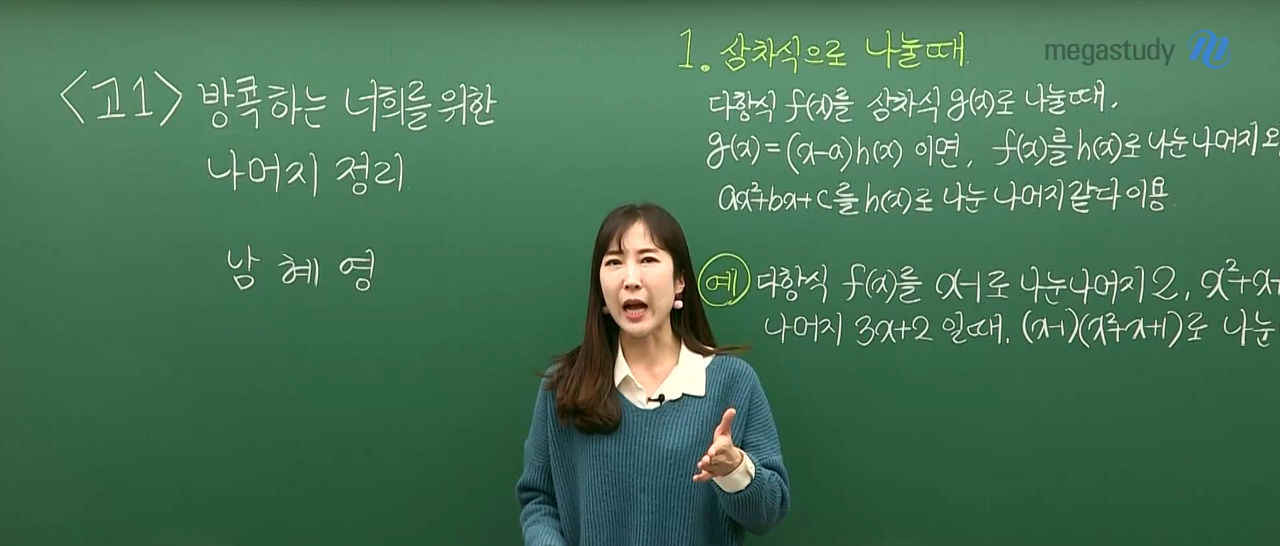 <고1> 방콕하는 너희를 위한
나머지 정리
남혜영
megastudy
1. 삼차식으로 나눌때.
다항식 f(x)를 삼차식 g(x)로 나눌때,
g(x)=(x-a)h(x) 이면, f(x)를 h(x)로 나눈 나머지와
ax²+bx+c를 h(x)로 나눈 나머지 같다 이용
예 다항식 f(x)를 x-1로 나눈나머지 2, x²+x+
나머지 3x+2 일때, (x-1)(x²+x+1)로 나눈